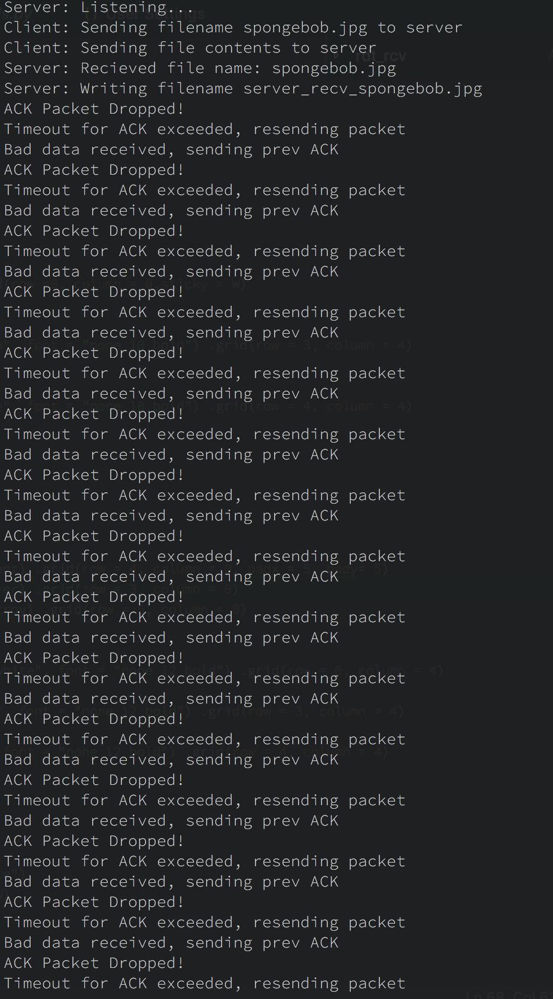 Server: Listening...
Client: Sending filename spongebob.jpg to server
Client: Sending file contents to server
Server: Recieved file name: spongebob.jpg
Server: Writing filename server_recv_spongebob.jpg
ACK Packet Dropped!
Timeout for ACK exceeded, resending packet
Bad data received, sending prev ACK
ACK Packet Dropped!
Timeout for ACK exceeded, resending packet
Bad data received, sending prev ACK
ACK Packet Dropped!
Timeout for ACK exceeded, resending packet
Bad data received, sending prev ACK
ACK Packet Dropped!
Timeout for ACK exceeded, resending packet
Bad data received, sending prev ACK
ACK Packet Dropped!
Timeout for ACK exceeded, resending packet
Bad data received, sending prev ACK
ACK Packet Dropped!
Timeout for ACK exceeded, resending packet
Bad data received, sending prev ACK
ACK Packet Dropped!
Timeout for ACK exceeded, resending packet
Bad data received, sending prev ACK
ACK Packet Dropped!
Timeout for ACK exceeded, resending packet
Bad data received, sending prev ACK
ACK Packet Dropped!
Timeout for ACK exceeded, resending packet
Bad data received, sending prev ACK
ACK Packet Dropped!
Timeout for ACK exceeded, resending packet
Bad data received, sending prev ACK
ACK Packet Dropped!
Timeout for ACK exceeded, resending packet
Bad data received, sending prev ACK
ACK Packet Dropped!
Timeout for ACK exceeded, resending packet
Bad data received, sending prev ACK
ACK Packet Dropped!
Timeout for ACK exceeded, resending packet
Bad data received, sending prev ACK
ACK Packet Dropped!
Timeout for ACK exceeded, resending packet
Bad data received, sending prev ACK
ACK Packet Dropped!
Timeout for ACK exceeded, resending packet